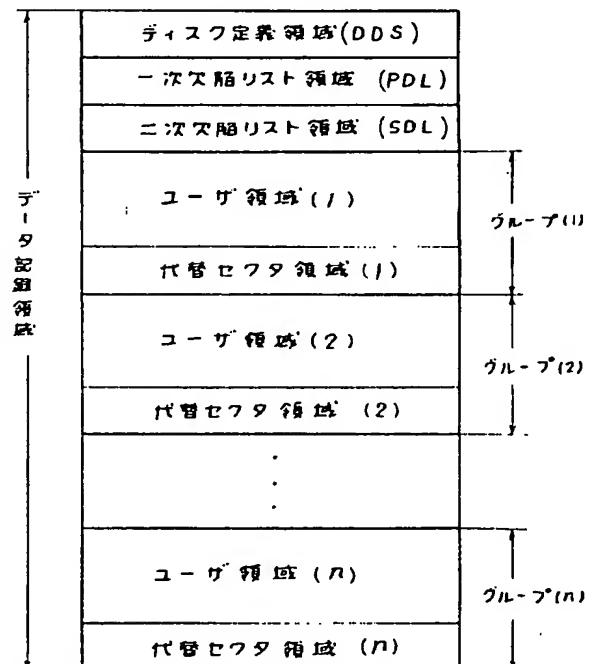 ディスク定義領域(DDS)
一次欠陥リスト領域 (PDL)
二次欠陥リスト領域 (SDL)
ユーザ領域(1)
代替セクタ領域(1)
グループ(1)
ユーザ領域(2)
代替セクタ領域 (2)
グループ(2)
ユーザ領域 (n)
代替セクタ領域 (n)
グループ(n)
データ記録領域